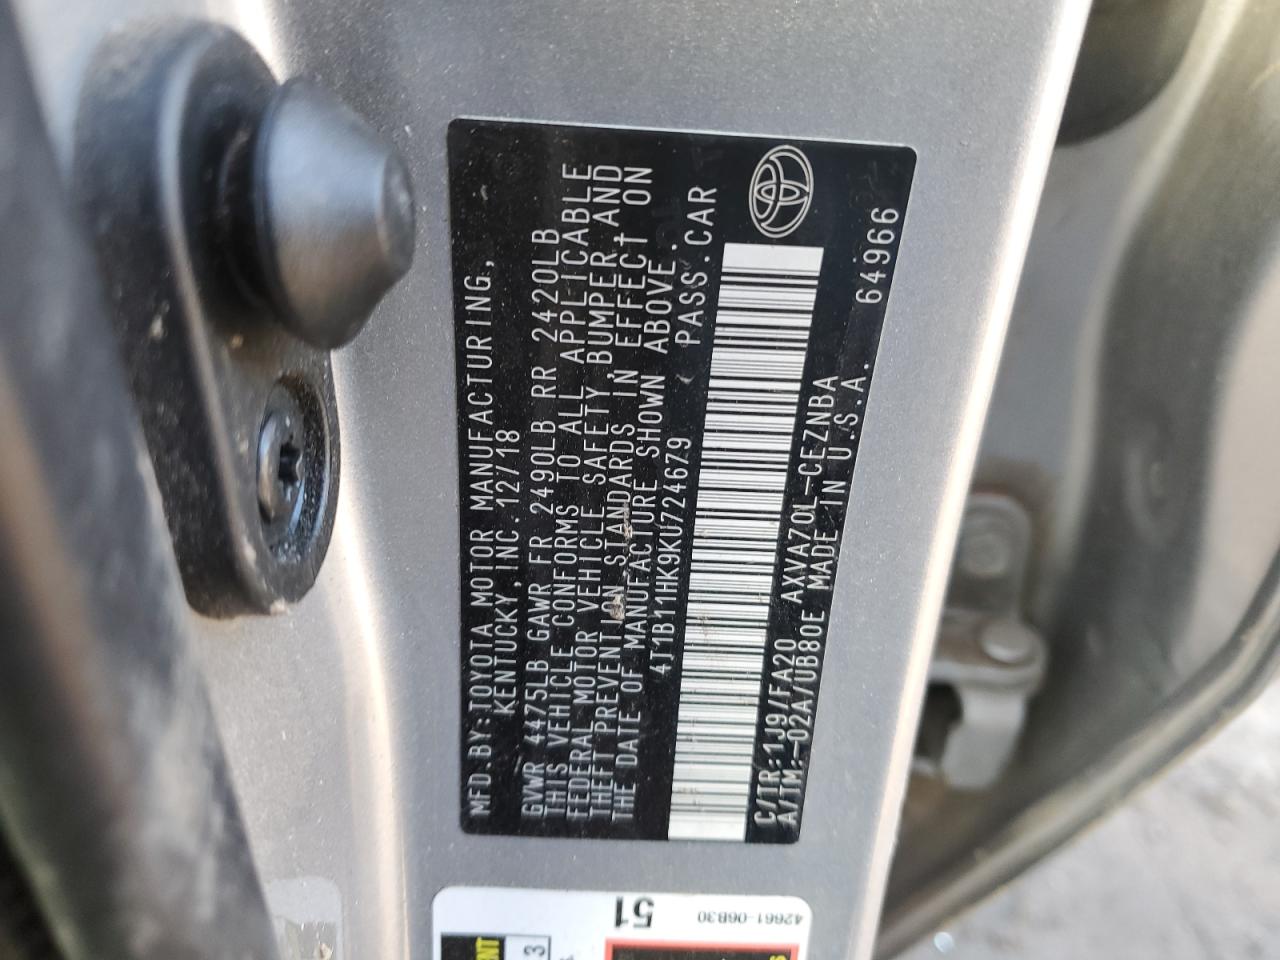 MFD.BY:TOYOTA MOTOR MANUFACTURING,
KENTUCKY INC. 12/18
GVWR 4475LB GAWR FR 2490LB RR 2420LB
THIS VEHICLE CONFORMS TO ALL APPLICABLE
FEDERAL MOTOR VEHICLE SAFETY,BUMPER,AND
THEFT PREVENTION STANDARDS IN EFFECT ON
THE DATE OF MANUFACTURE SHOWN ABOVE.
4T1B11HK9KU724679 PASS.CAR
C/TR:1J9/FA20 AXVA70L-CEZNBA
A/TM:-02A/UB80E MADE IN U.S.A. 64966
51
42661-06B30
3